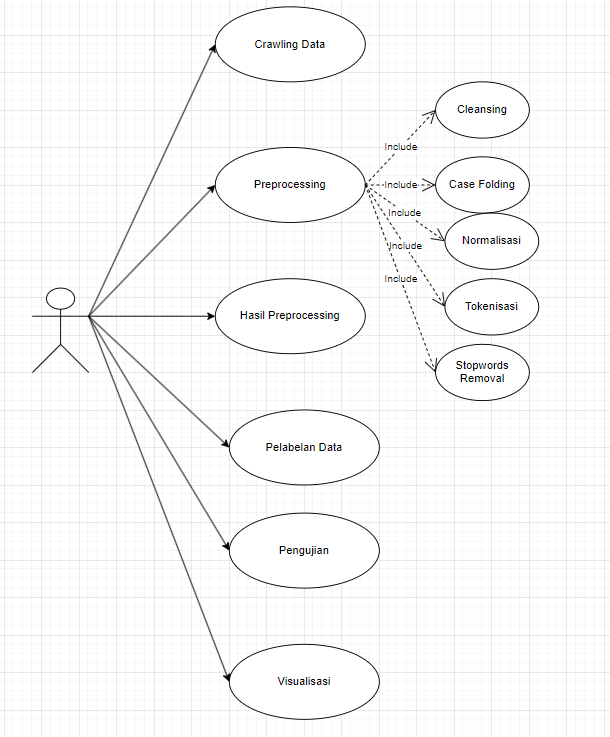 Crawling Data
Cleansing
Include
Preprocessing
Include
Case Folding
Include
Normalisasi
Include
Include
Tokenisasi
Hasil Preprocessing
Stopwords
Removal
Pelabelan Data
Pengujian
Visualisasi